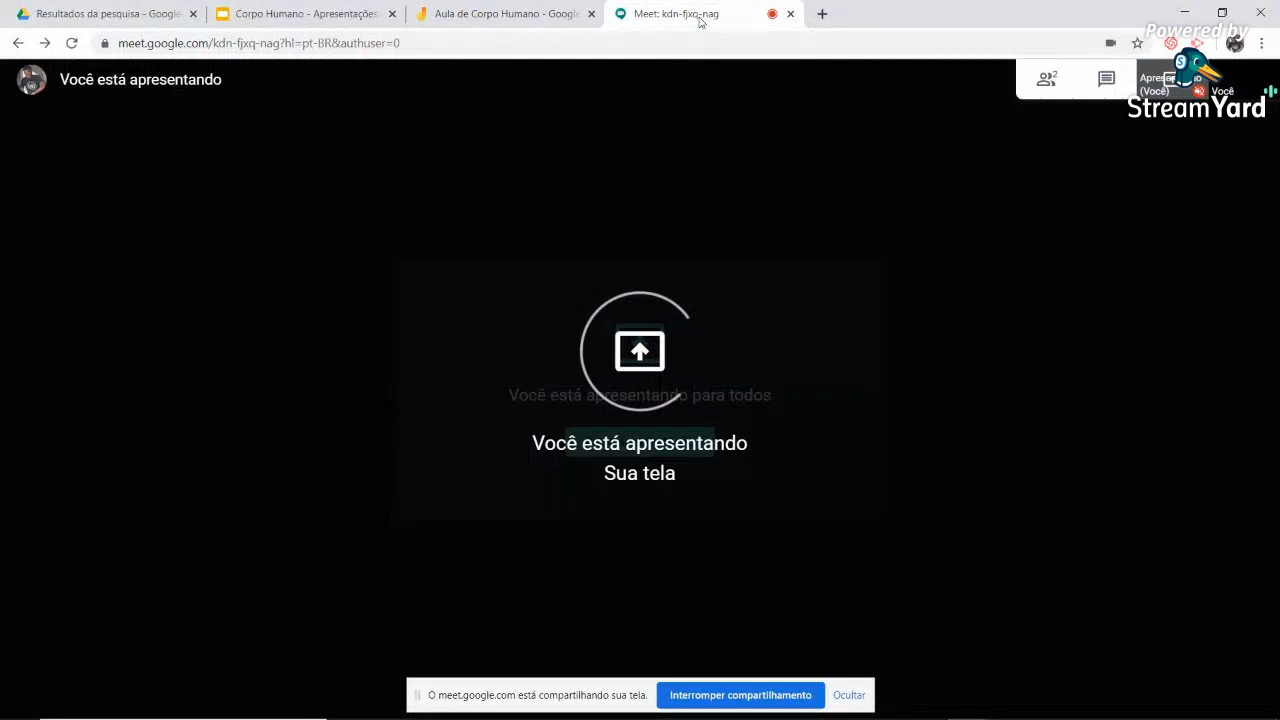 Resultados da pesquisa - Google
Corpo Humano - Apresentações
Aula de Corpo Humano - Google
Meet: kdn-fjxq-nag
Powered by
meet.google.com/kdn-fjxq-nag?hl=pt-BR&authuser=0
Você está apresentando
2
(Você)
Você
StreamYard
Você está apresentando para todos
Você está apresentando
Sua tela
O meet.google.com está compartilhando sua tela.
Interromper compartilhamento
Ocultar